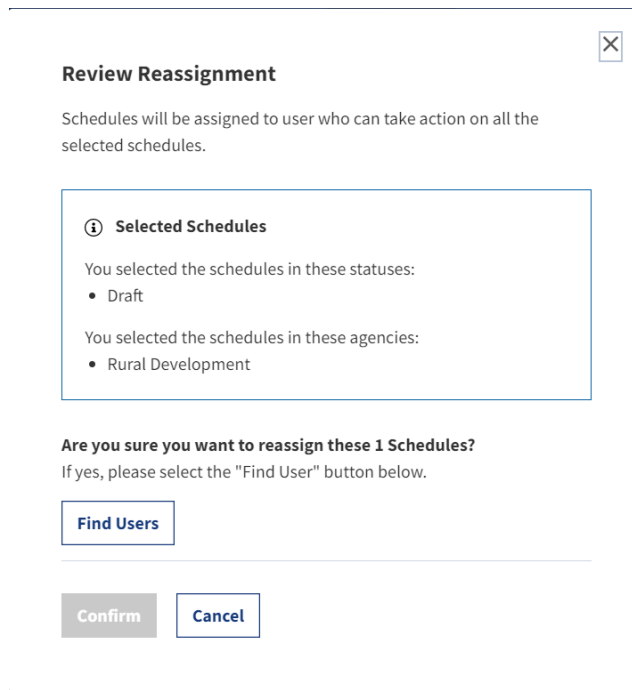 Review Reassignment
Schedules will be assigned to user who can take action on all the
selected schedules.
Selected Schedules
You selected the schedules in these statuses:
• Draft
You selected the schedules in these agencies:
• Rural Development
Are you sure you want to reassign these 1 Schedules?
If yes, please select the "Find User" button below.
Find Users
Confirm
Cancel